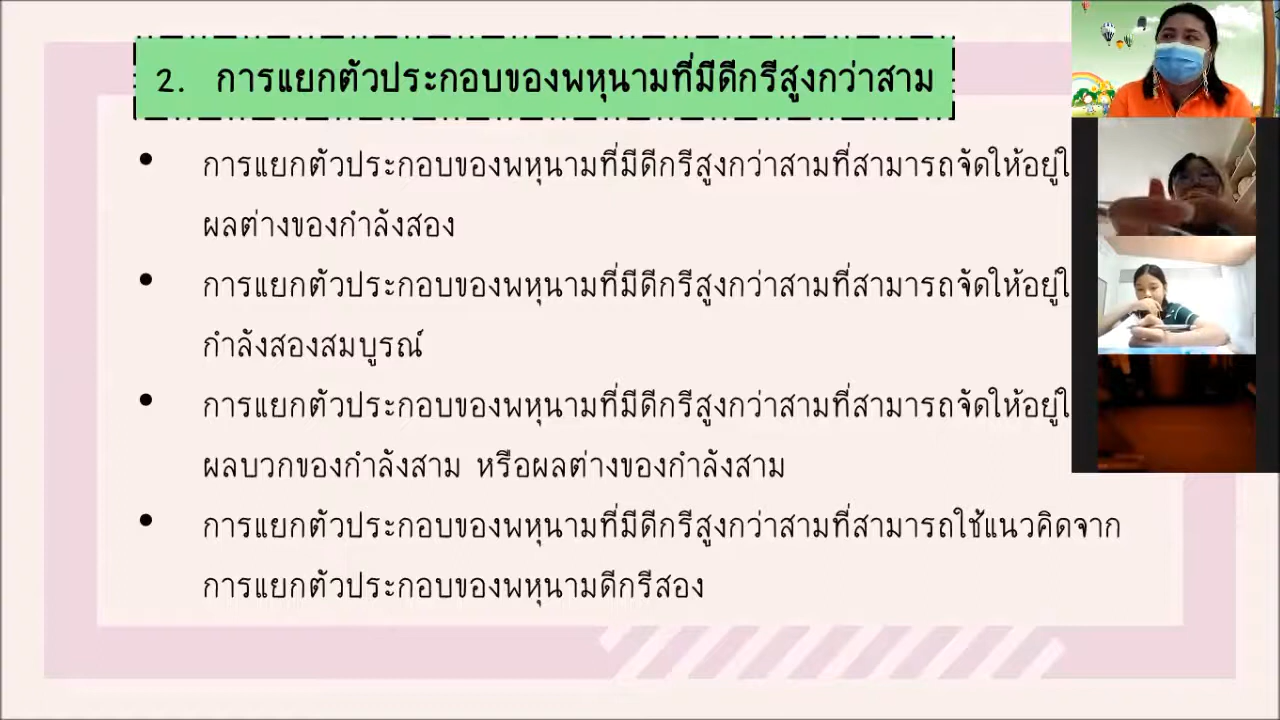 2. การแยกตัวประกอบของพหุนามที่มีดีกรีสูงกว่าสาม
• การแยกตัวประกอบของพหุนามที่มีดีกรีสูงกว่าสามที่สามารถจัดให้อยู่ใ
ผลต่างของกำลังสอง
• การแยกตัวประกอบของพหุนามที่มีดีกรีสูงกว่าสามที่สามารถจัดให้อยู่ใ
กำลังสองสมบูรณ์
• การแยกตัวประกอบของพหุนามที่มีดีกรีสูงกว่าสามที่สามารถจัดให้อยู่ใ
ผลบวกของกำลังสาม หรือผลต่างของกำลังสาม
• การแยกตัวประกอบของพหุนามที่มีดีกรีสูงกว่าสามที่สามารถใช้แนวคิดจาก
การแยกตัวประกอบของพหุนามดีกรีสอง